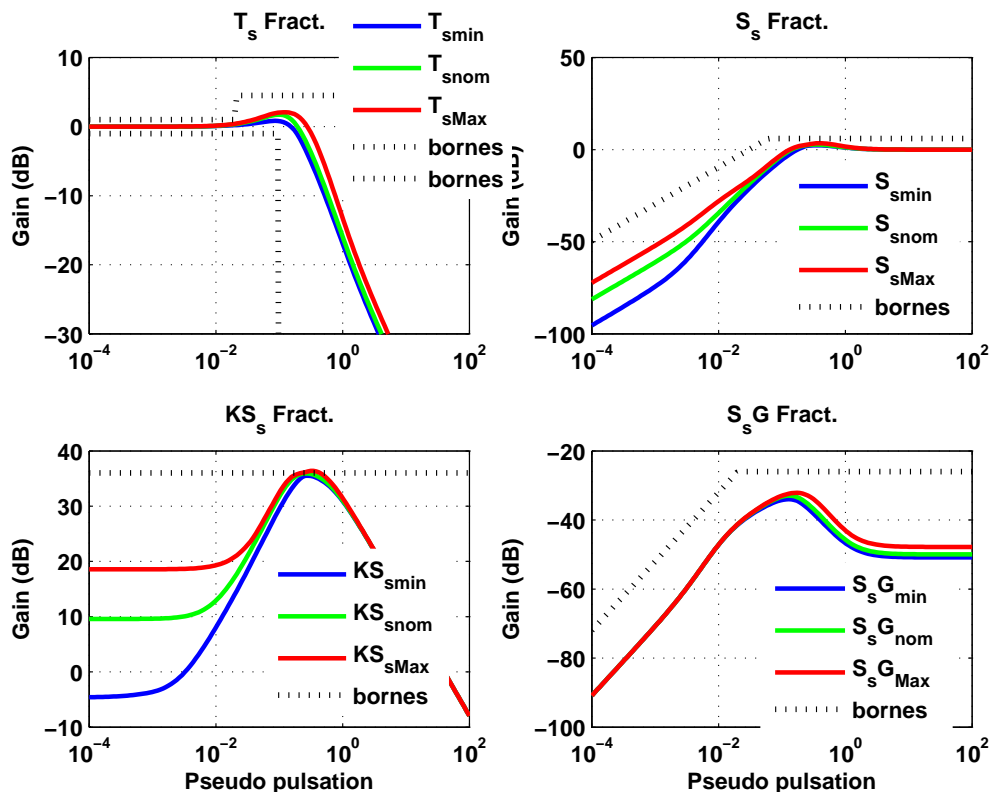 T_s Fract.
10
0
−10
−20
−30
10^−4
10^−2
10^0
10^2
Gain (dB)
T_smin
T_snom
T_sMax
bornes
bornes
S_s Fract.
50
0
−50
−100
10^−4
10^−2
10^0
10^2
Gain (dB)
S_smin
S_snom
S_sMax
bornes
KS_s Fract.
40
30
20
10
0
−10
10^−4
10^−2
10^0
10^2
Gain (dB)
Pseudo pulsation
KS_smin
KS_snom
KS_sMax
bornes
S_sG Fract.
−20
−40
−60
−80
−100
10^−4
10^−2
10^0
10^2
Gain (dB)
Pseudo pulsation
S_sG_min
S_sG_nom
S_sG_Max
bornes